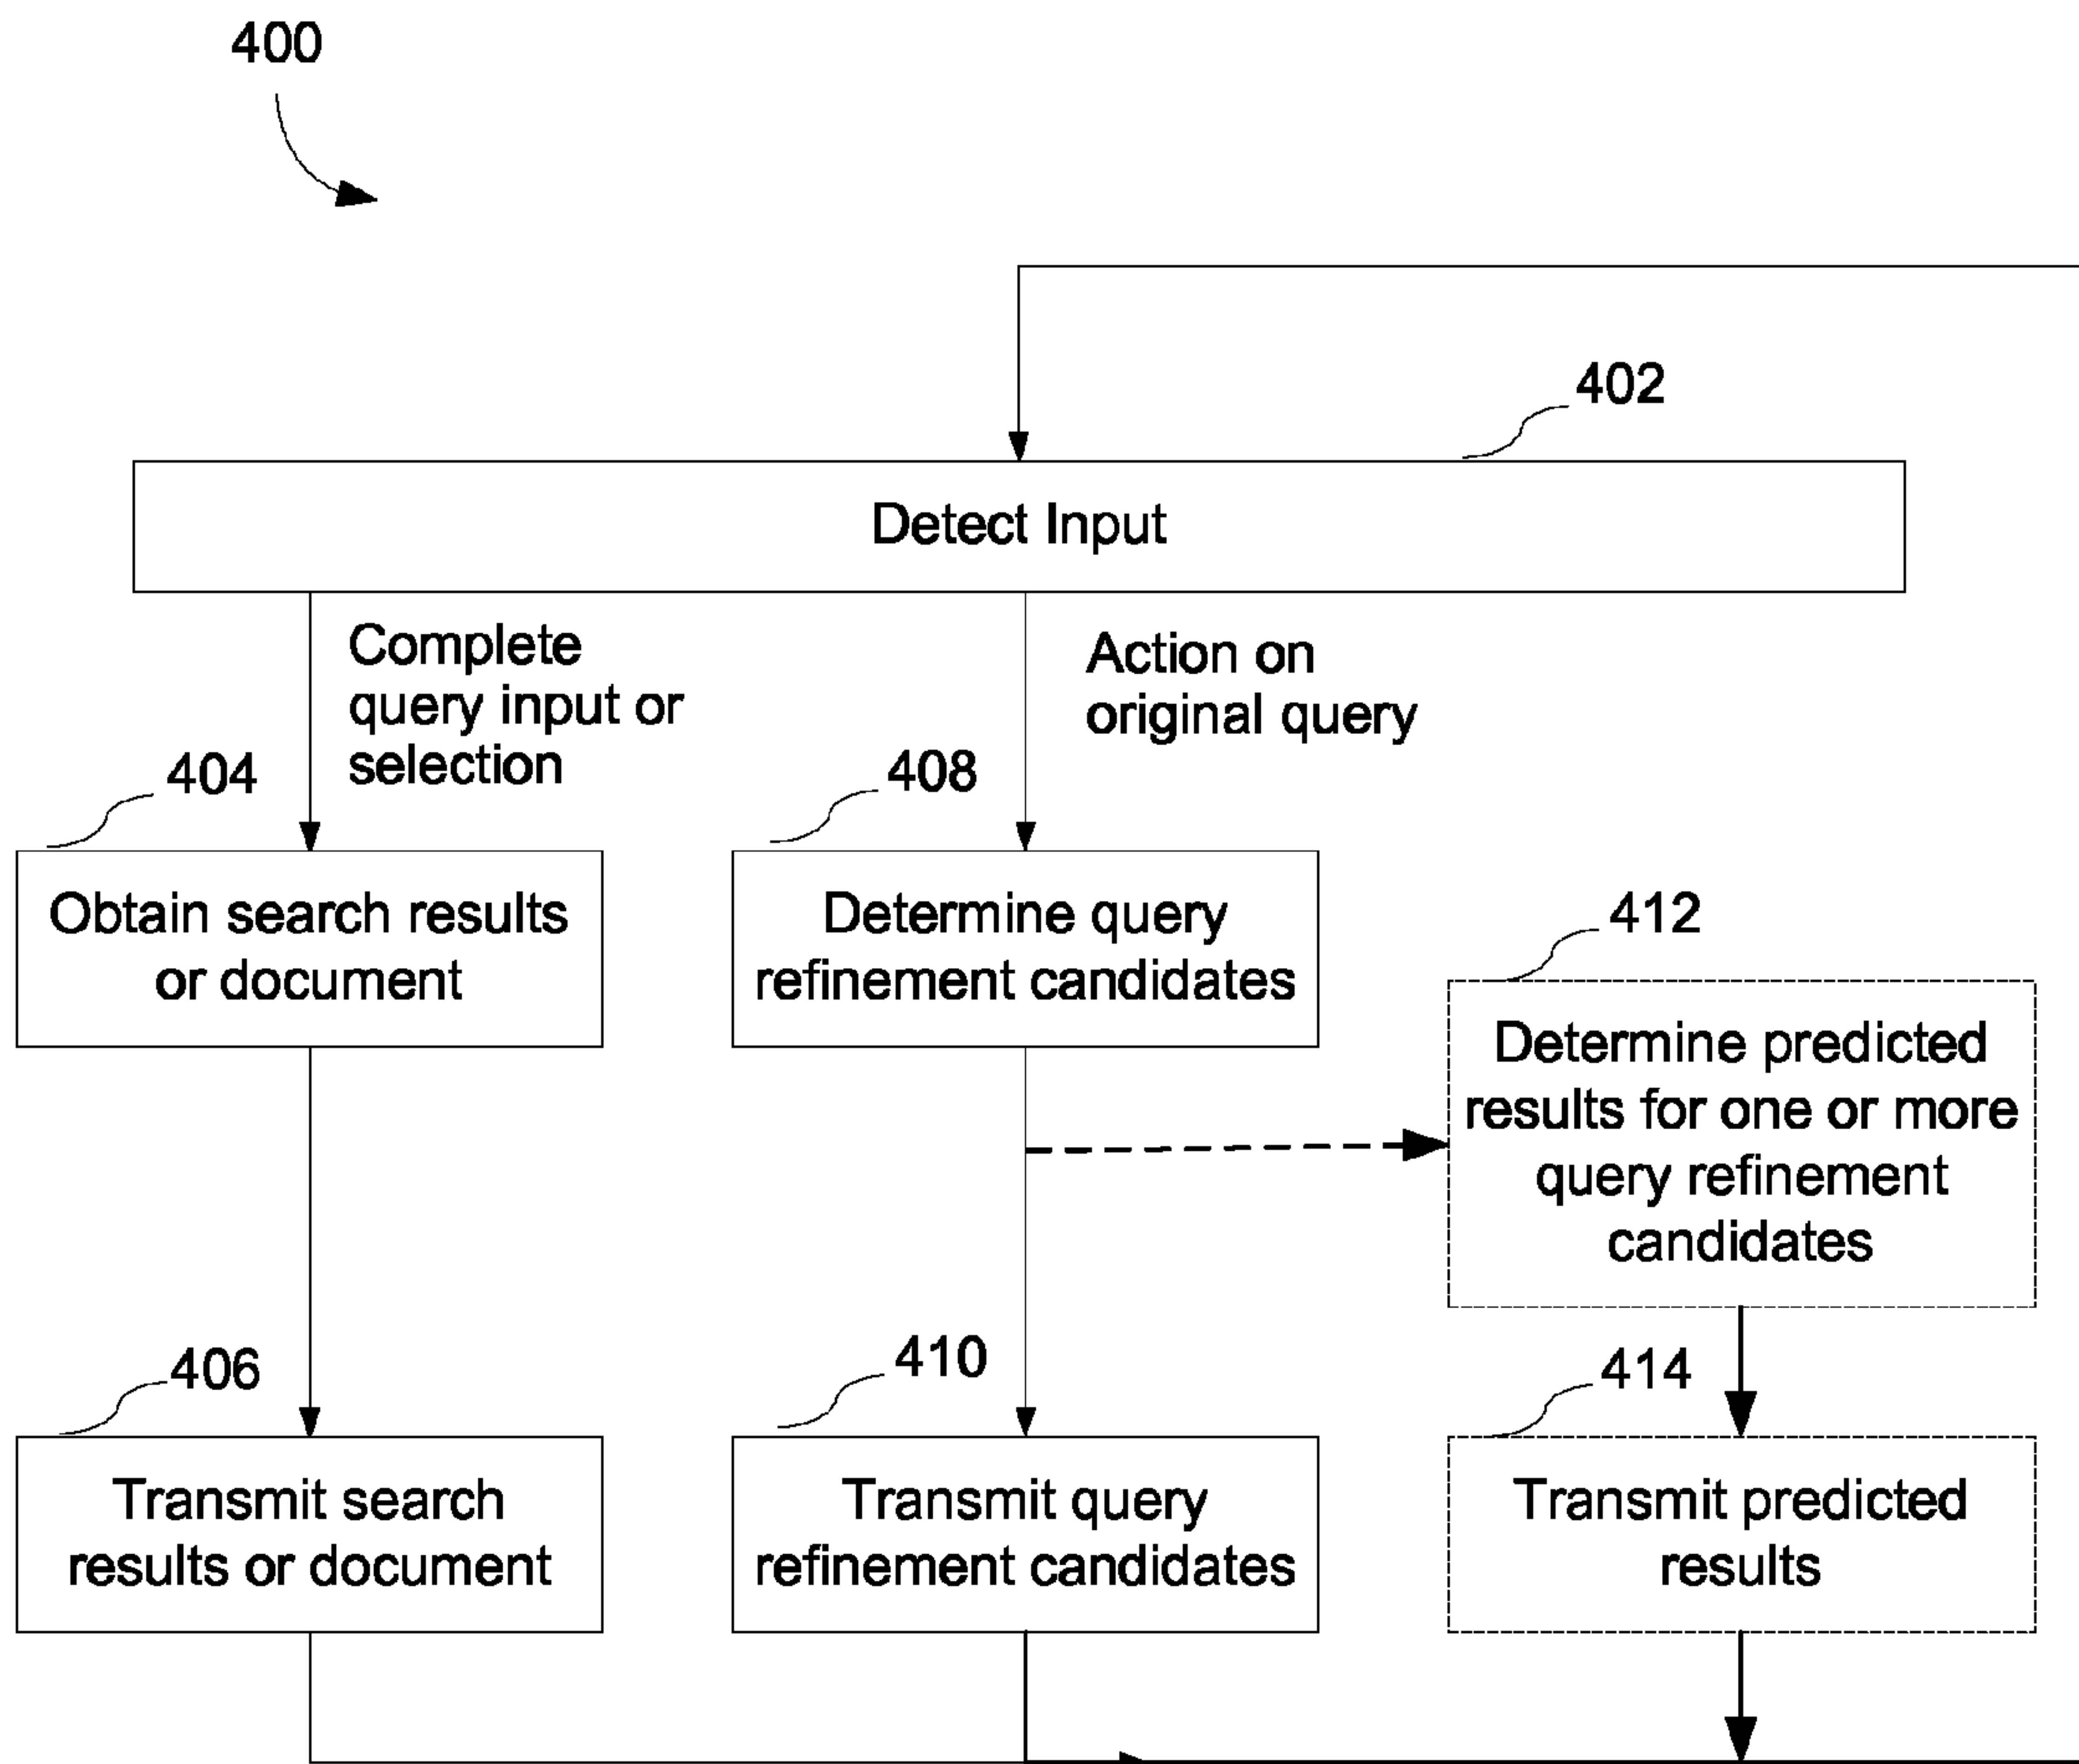 400
402
Detect Input
Complete
query input or
selection
Action on
original query
404
408
Obtain search results
or document
Determine query
refinement candidates
412
Determine predicted
results for one or more
query refinement
candidates
406
410
414
Transmit search
results or document
Transmit query
refinement candidates
Transmit predicted
results